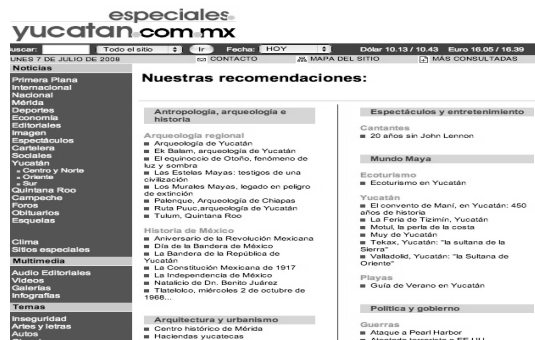 especiales.
yucatan.com.mx
uscar: Todo el sitio Ir Fecha: HOY Dólar 10.13 / 10.43 Euro 16.05 / 16.39
UNES 7 DE JULIO DE 2008 CONTACTO MAPA DEL SITIO MÁS CONSULTADAS
Noticias
Primera Plana
Internacional
Nacional
Mérida
Deportes
Economía
Editoriales
Imagen
Espectáculos
Cartelera
Sociales
Yucatán
Centro y Norte
Oriente
Sur
Quintana Roo
Campeche
Foros
Obituarios
Esquelas
Clima
Sitios especiales
Multimedia
Audio Editoriales
Videos
Galerías
Infografías
Temas
Inseguridad
Artes y letras
Autos
Nuestras recomendaciones:
Antropología, arqueología e
historia
Arqueología regional
Arqueología de Yucatán
Ek Balam, arqueología de Yucatán
El equinoccio de Otoño, fenómeno de
luz y sombra
Las Estelas Mayas: testigos de una
civilización
Los Murales Mayas, legado en peligro
de extinción
Palenque, Arqueología de Chiapas
Ruta Puuc,arqueología de Yucatán
Tulum, Quintana Roo
Historia de México
Aniversario de la Revolución Mexicana
Día de la Bandera de México
La Bandera de la República de
Yucatán
La Constitución Mexicana de 1917
La Independencia de México
Natalicio de Dn. Benito Juárez
Tlatelolco, miércoles 2 de octubre de
1968...
Arquitectura y urbanismo
Centro histórico de Mérida
Haciendas yucatecas
Espectáculos y entretenimiento
Cantantes
20 años sin John Lennon
Mundo Maya
Ecoturismo
Ecoturismo en Yucatán
Yucatán
El convento de Maní, en Yucatán: 450
años de historia
La Feria de Tizimín, Yucatán
Motul, la perla de la costa
Muy de Yucatán
Tekax, Yucatán: "la sultana de la
Sierra"
Valladolid, Yucatán: "la Sultana de
Oriente"
Playas
Guía de Verano en Yucatán
Política y gobierno
Guerras
Ataque a Pearl Harbor
Atentado terrorista a EE.UU.